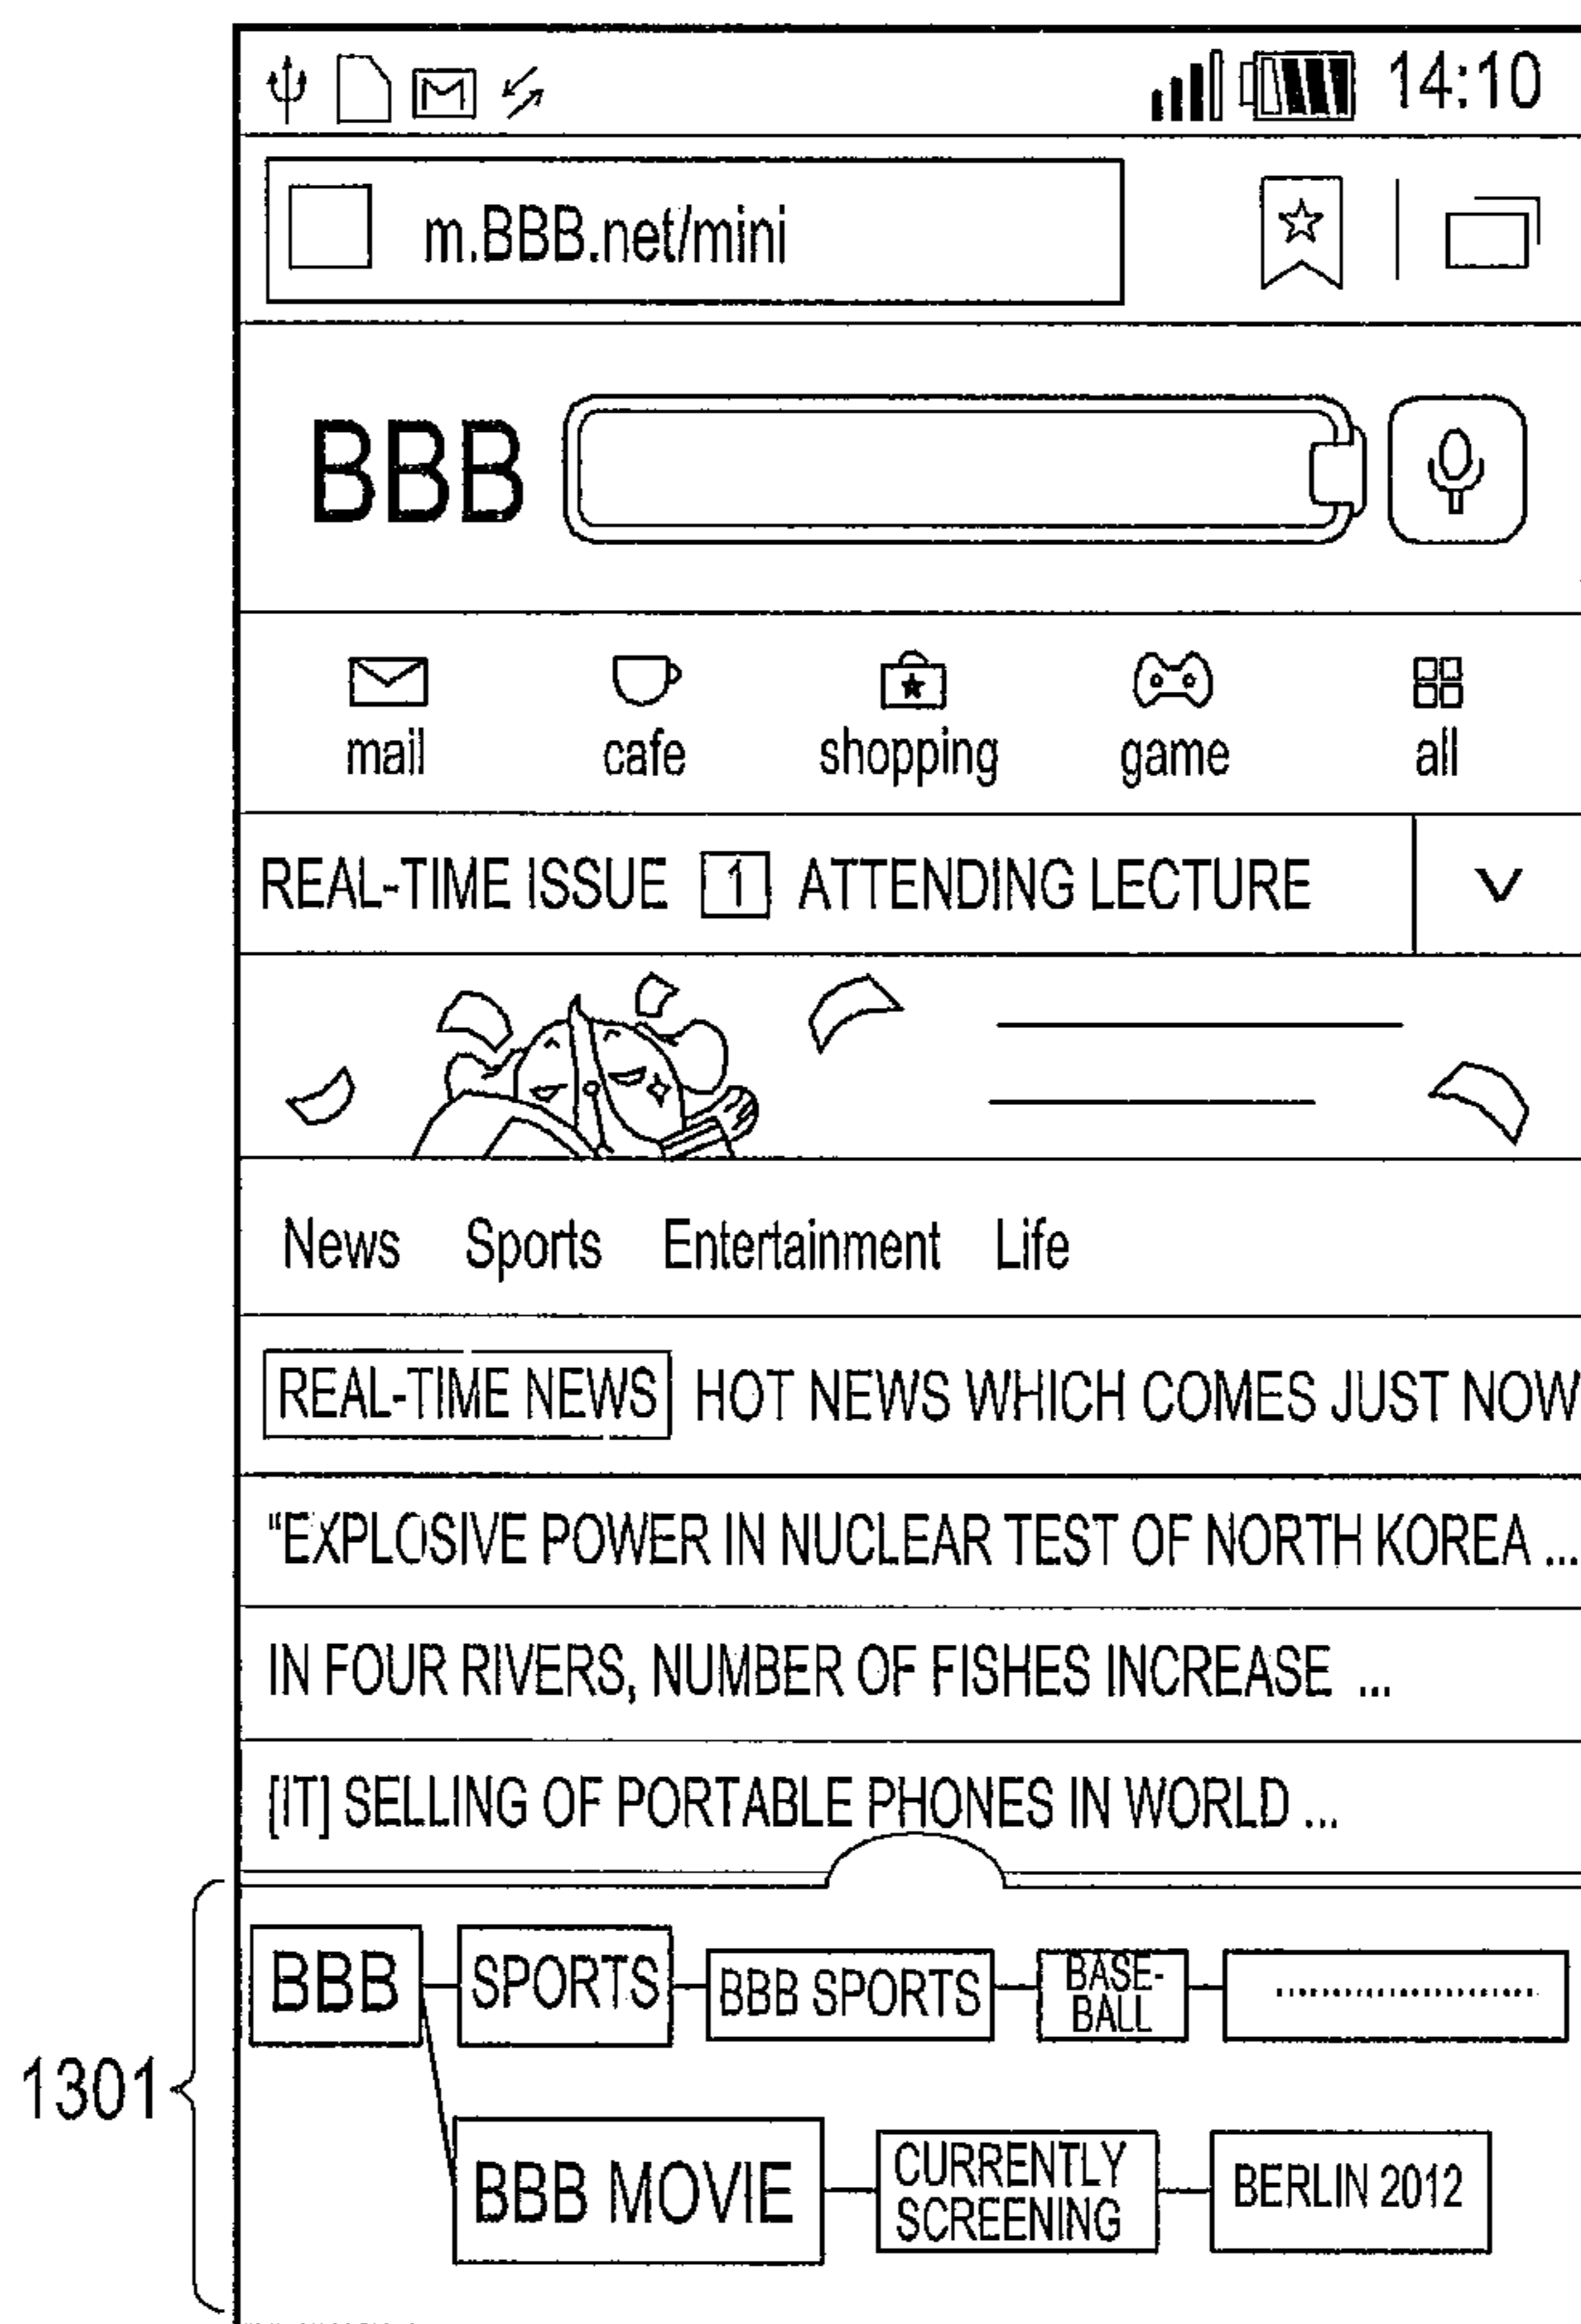 14:10
m.BBB.net/mini
BBB
mail cafe shopping game all
REAL-TIME ISSUE 1 ATTENDING LECTURE
News Sports Entertainment Life
REAL-TIME NEWS HOT NEWS WHICH COMES JUST NOW
“EXPLOSIVE POWER IN NUCLEAR TEST OF NORTH KOREA ...
IN FOUR RIVERS, NUMBER OF FISHES INCREASE ...
[IT] SELLING OF PORTABLE PHONES IN WORLD ...
1301
BBB
SPORTS
BBB SPORTS
BASE-
BALL
....................
BBB MOVIE
CURRENTLY
SCREENING
BERLIN 2012